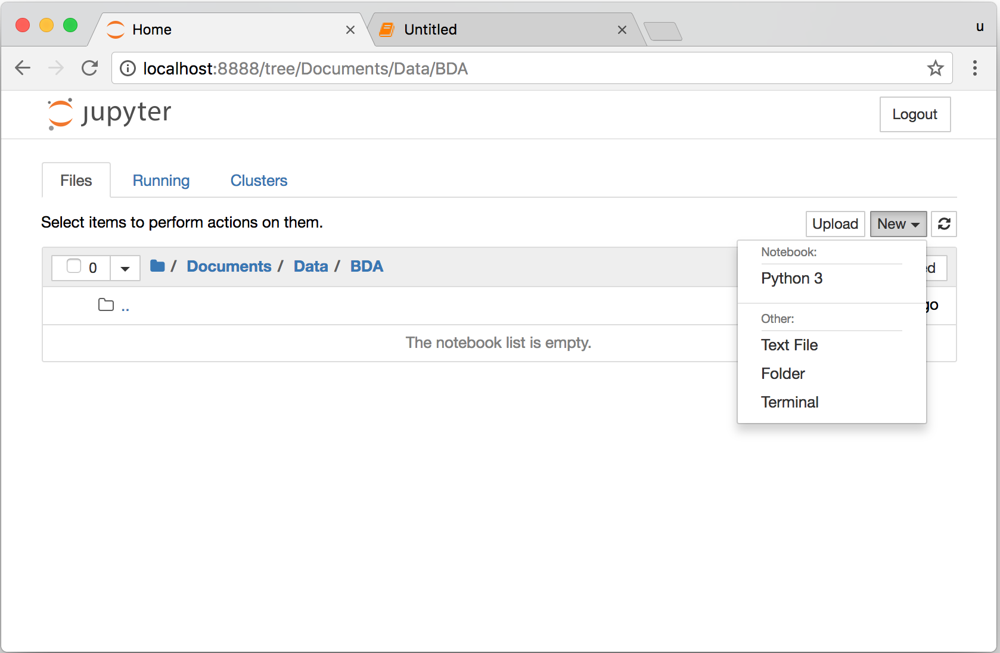 Home
Untitled
u
localhost:8888/tree/Documents/Data/BDA
jupyter
Logout
Files Running Clusters
Select items to perform actions on them.
Upload New
0 / Documents / Data / BDA
..
The notebook list is empty.
Notebook:
Python 3
Other:
Text File
Folder
Terminal